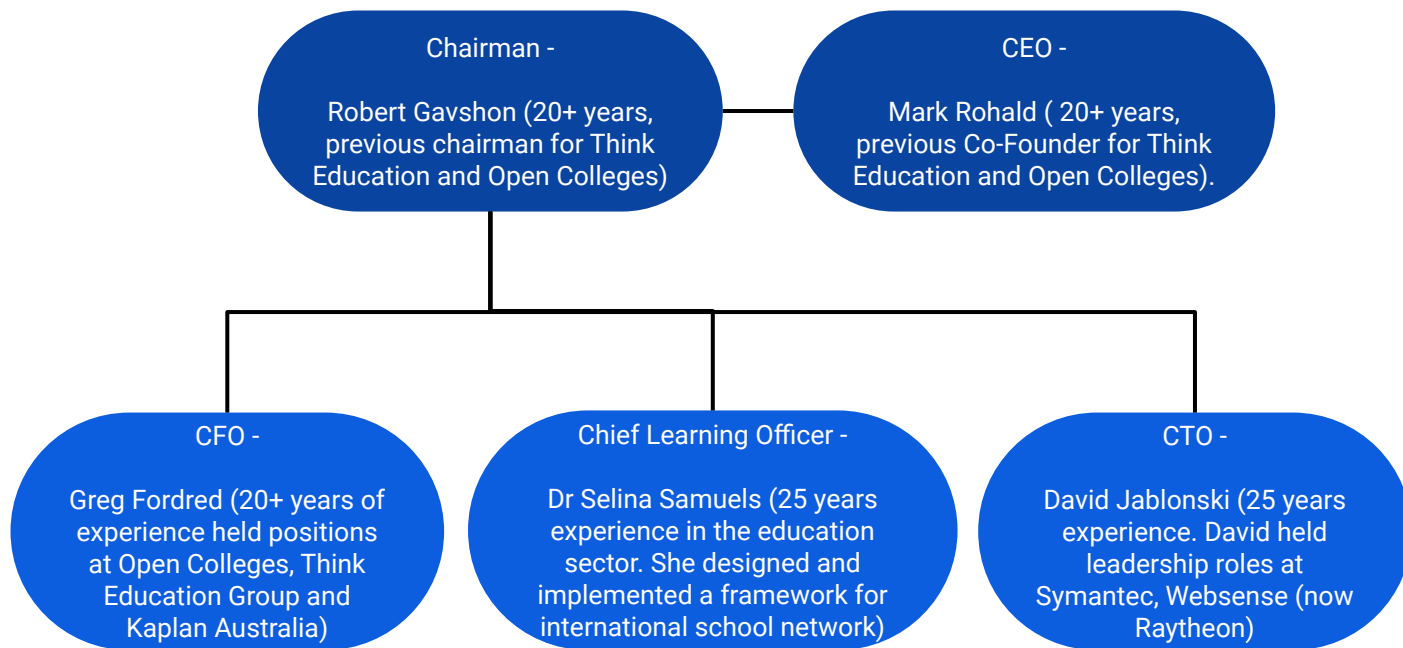 Chairman -
Robert Gavshon (20+ years,
previous chairman for Think
Education and Open Colleges)
CEO -
Mark Rohald ( 20+ years,
previous Co-Founder for Think
Education and Open Colleges).
CFO -
Greg Fordred (20+ years of
experience held positions
at Open Colleges, Think
Education Group and
Kaplan Australia)
Chief Learning Officer -
Dr Selina Samuels (25 years
experience in the education
sector. She designed and
implemented a framework for
international school network)
CTO -
David Jablonski (25 years
experience. David held
leadership roles at
Symantec, Websense (now
Raytheon)